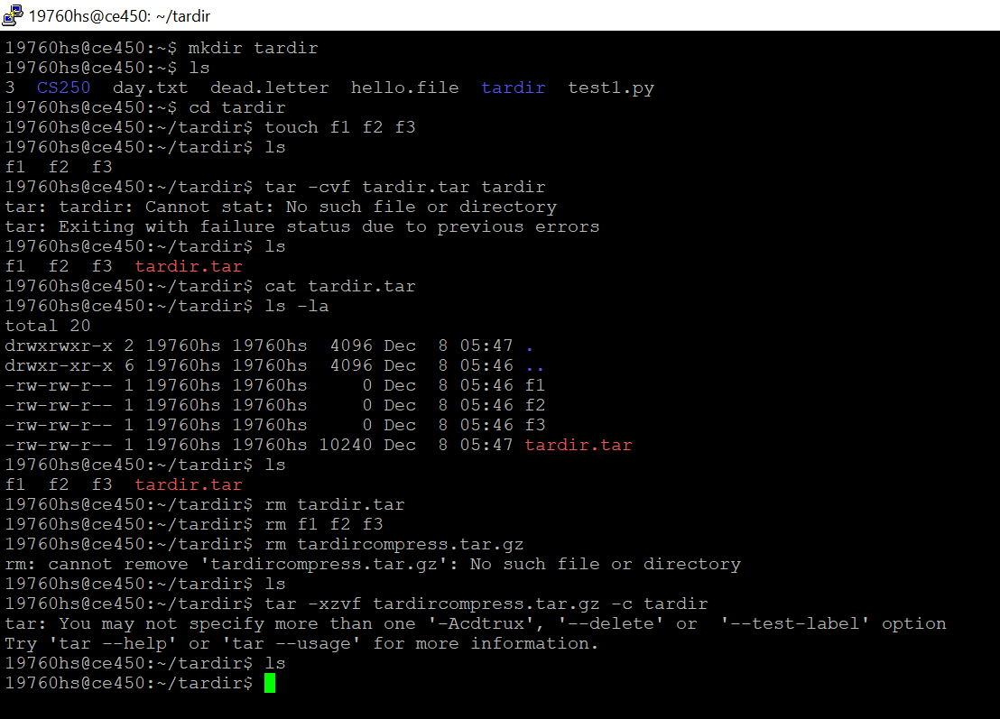 19760hs@ce450: ~/tardir
19760hs@ce450:~$ mkdir tardir
19760hs@ce450:~$ ls
3  CS250  day.txt  dead.letter  hello.file  tardir  test1.py
19760hs@ce450:~$ cd tardir
19760hs@ce450:~/tardir$ touch f1 f2 f3
19760hs@ce450:~/tardir$ ls
f1  f2  f3
19760hs@ce450:~/tardir$ tar -cvf tardir.tar tardir
tar: tardir: Cannot stat: No such file or directory
tar: Exiting with failure status due to previous errors
19760hs@ce450:~/tardir$ ls
f1  f2  f3  tardir.tar
19760hs@ce450:~/tardir$ cat tardir.tar
19760hs@ce450:~/tardir$ ls -la
total 20
drwxrwxr-x 2 19760hs 19760hs  4096 Dec  8 05:47 .
drwxr-xr-x 6 19760hs 19760hs  4096 Dec  8 05:46 ..
-rw-rw-r-- 1 19760hs 19760hs     0 Dec  8 05:46 f1
-rw-rw-r-- 1 19760hs 19760hs     0 Dec  8 05:46 f2
-rw-rw-r-- 1 19760hs 19760hs     0 Dec  8 05:46 f3
-rw-rw-r-- 1 19760hs 19760hs 10240 Dec  8 05:47 tardir.tar
19760hs@ce450:~/tardir$ ls
f1  f2  f3  tardir.tar
19760hs@ce450:~/tardir$ rm tardir.tar
19760hs@ce450:~/tardir$ rm f1 f2 f3
19760hs@ce450:~/tardir$ rm tardircompress.tar.gz
rm: cannot remove 'tardircompress.tar.gz': No such file or directory
19760hs@ce450:~/tardir$ ls
19760hs@ce450:~/tardir$ tar -xzvf tardircompress.tar.gz -c tardir
tar: You may not specify more than one '-Acdtrux', '--delete' or  '--test-label' option
Try 'tar --help' or 'tar --usage' for more information.
19760hs@ce450:~/tardir$ ls
19760hs@ce450:~/tardir$